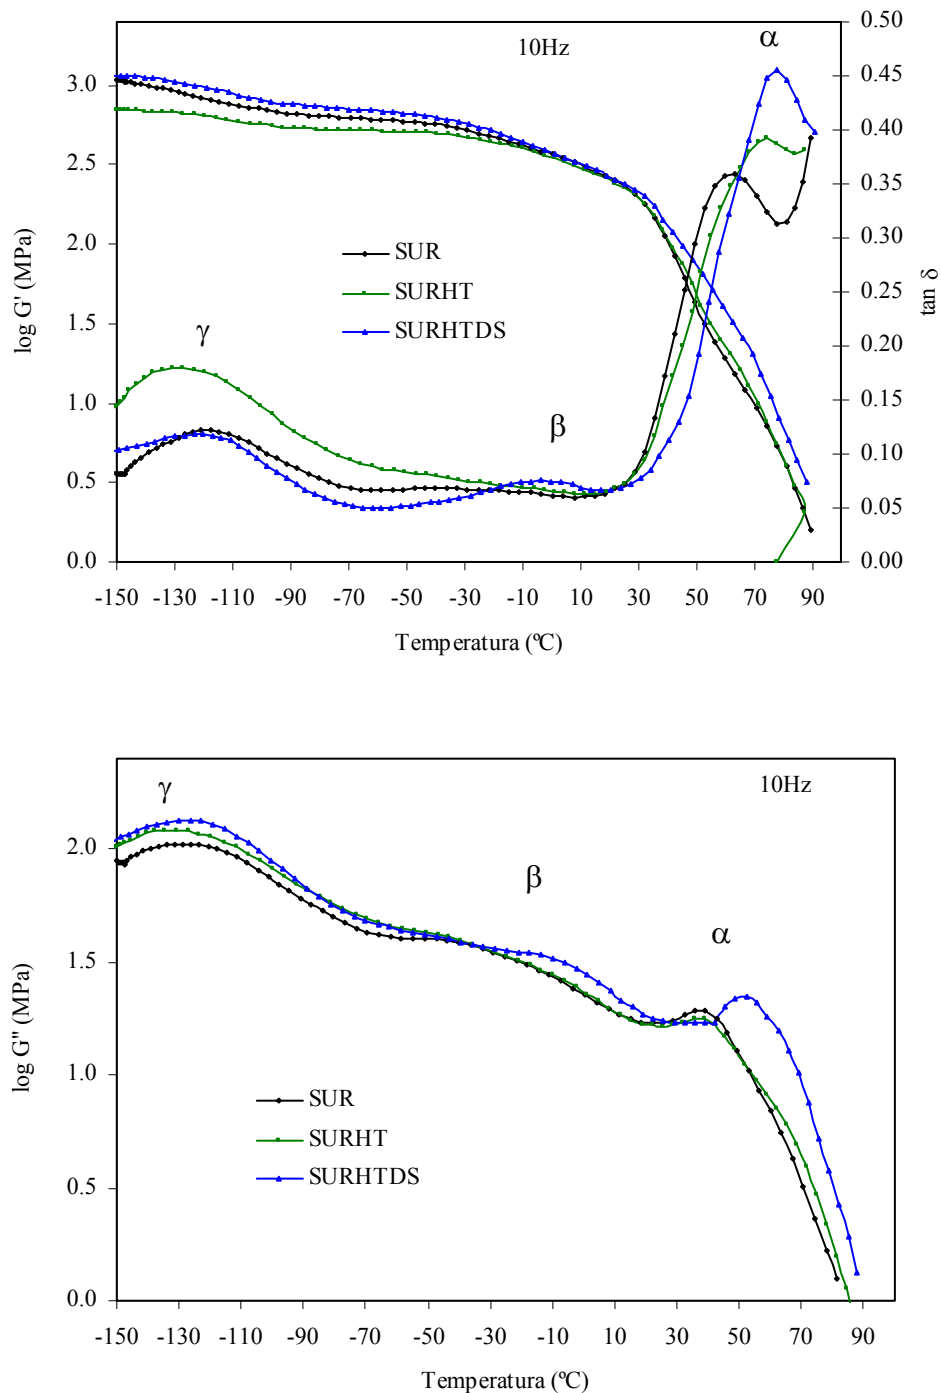 10Hz
α
0.50
0.45
0.40
0.35
0.30
0.25
0.20
0.15
0.10
0.05
0.00
tan δ
3.0
2.5
2.0
1.5
1.0
0.5
0.0
log G' (MPa)
SUR
SURHT
SURHTDS
γ
β
-150 -130 -110 -90 -70 -50 -30 -10 10 30 50 70 90
Temperatura (ºC)
10Hz
γ
β
α
2.0
1.5
1.0
0.5
0.0
log G" (MPa)
SUR
SURHT
SURHTDS
-150 -130 -110 -90 -70 -50 -30 -10 10 30 50 70 90
Temperatura (ºC)